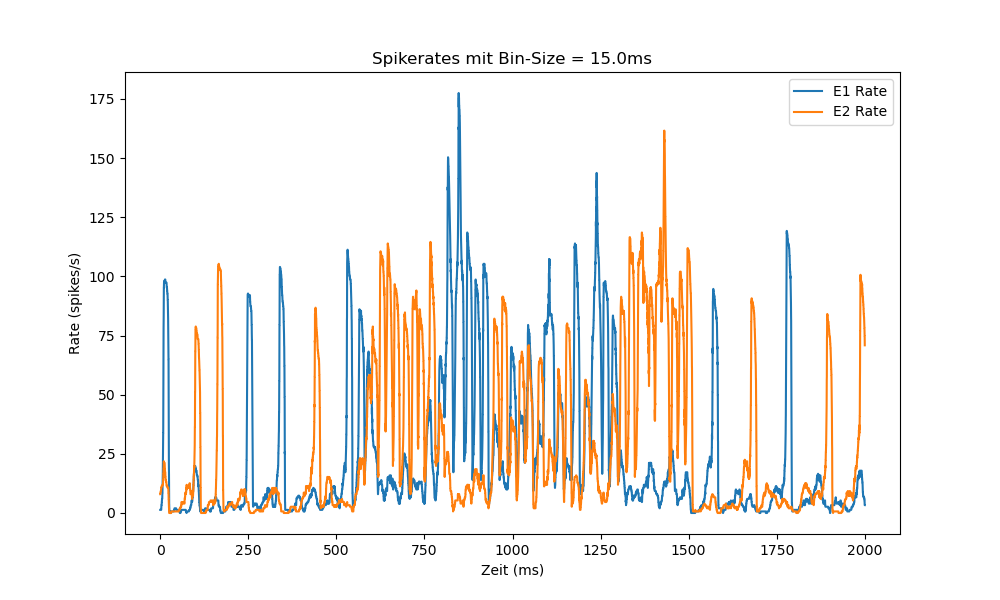 Spikerates mit Bin-Size = 15.0ms
E1 Rate
E2 Rate
Rate (spikes/s)
175
150
125
100
75
50
25
0
0 250 500 750 1000 1250 1500 1750 2000
Zeit (ms)